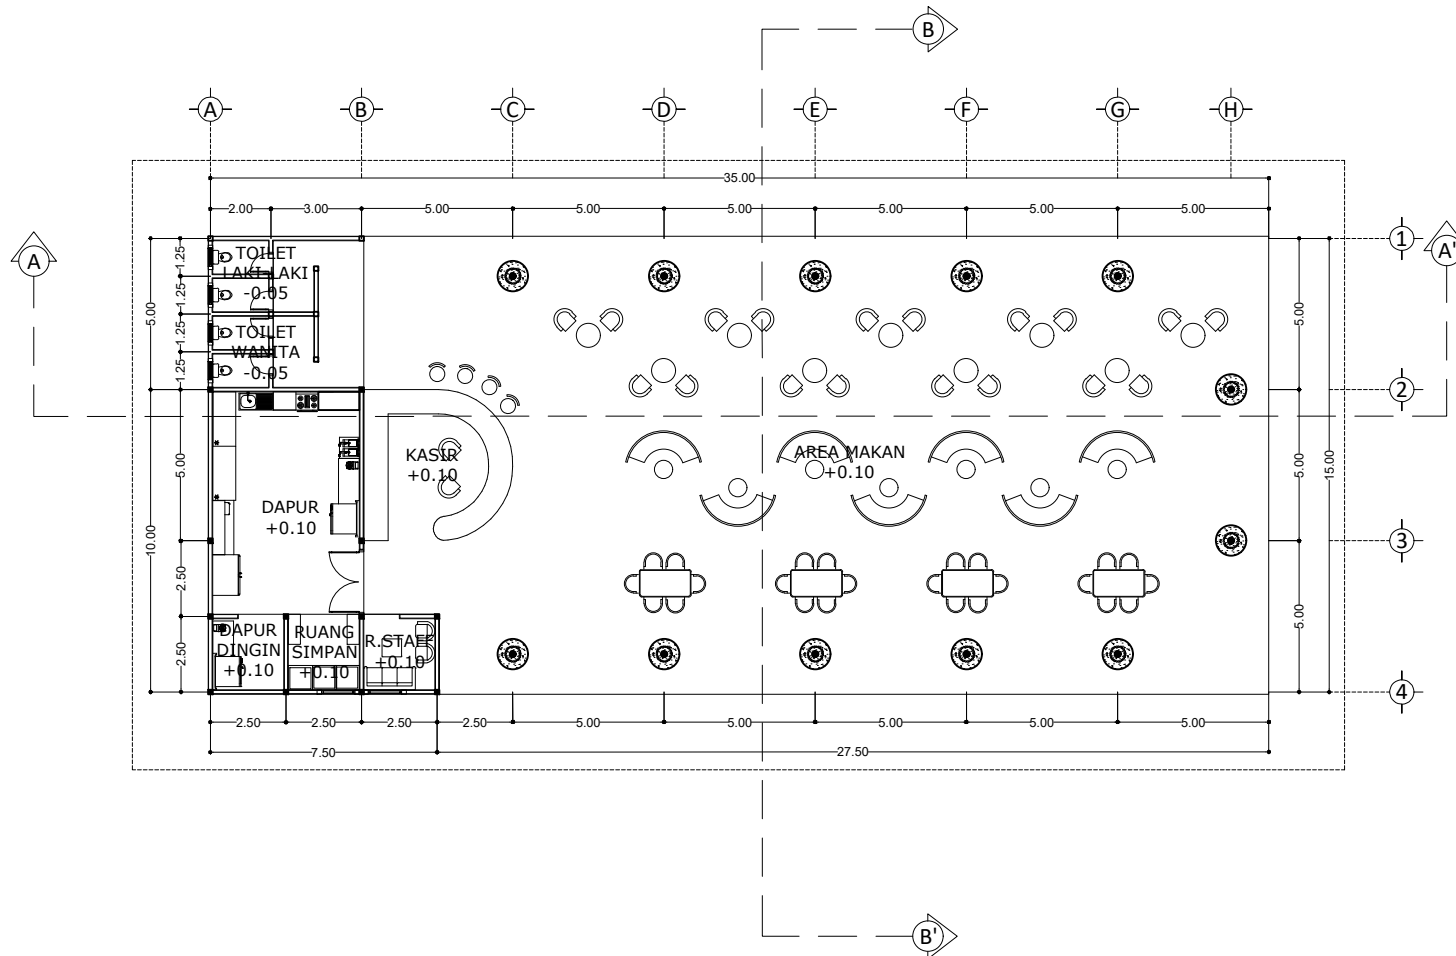 B
A B C D E F G H
35.00
2.00 3.00 5.00 5.00 5.00 5.00 5.00 5.00
1
A
A'
TOILET
LAKI-LAKI
-0.05
TOILET
WANITA
-0.05
1.25
1.25
1.25
1.25
5.00
5.00
2
KASIR
+0.10
AREA MAKAN
+0.10
DAPUR
+0.10
5.00
10.00
2.50
2.50
5.00
15.00
5.00
3
DAPUR
DINGIN
+0.10
RUANG
SIMPAN
+0.10
R.STAFF
+0.10
4
2.50 2.50 2.50 2.50 5.00 5.00 5.00 5.00 5.00
7.50 27.50
B'